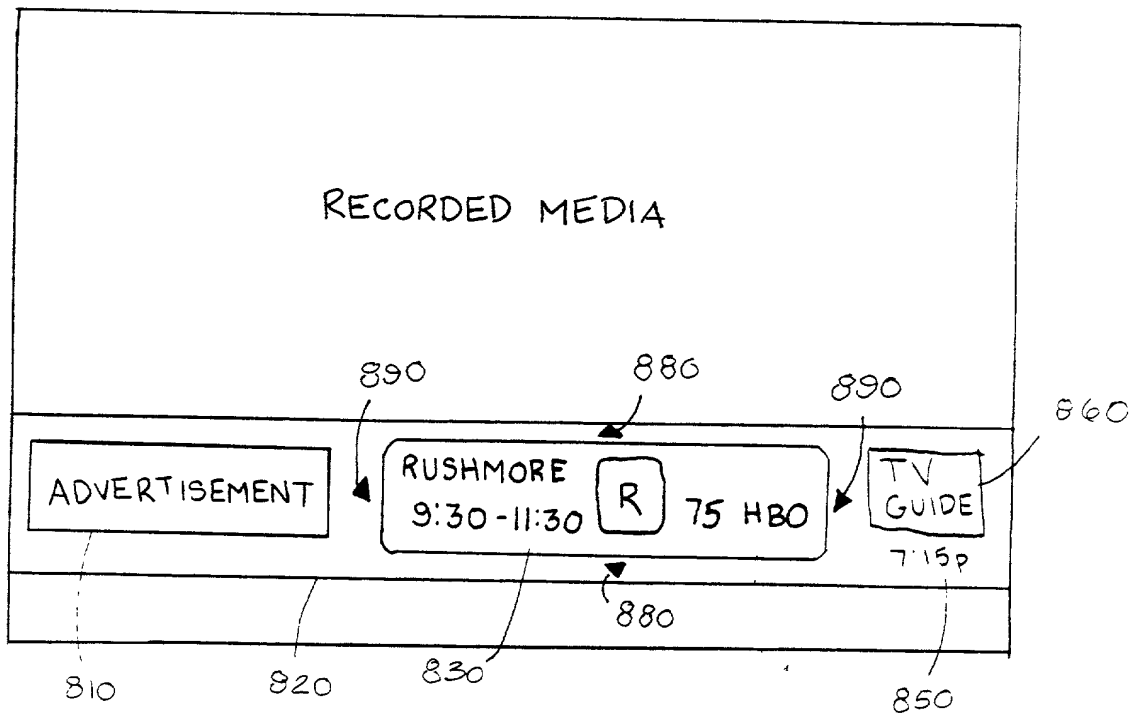 RECORDED MEDIA
890
880
890
860
ADVERTISEMENT
RUSHMORE
9:30-11:30
R
75 HBO
TV
GUIDE
7:15p
880
810
820
830
850